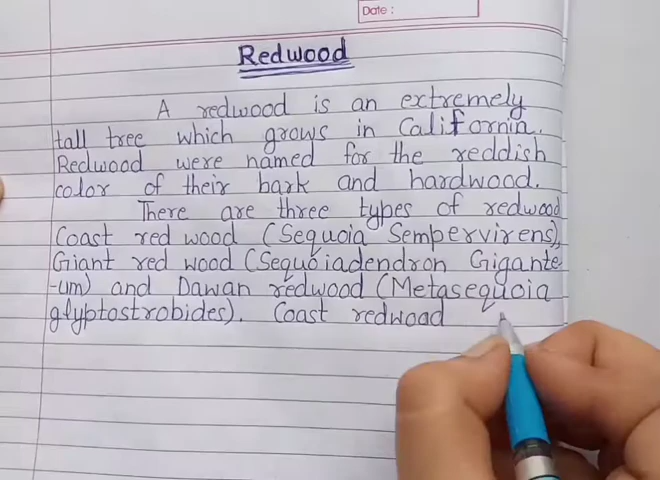 Date :
Redwood
A redwood is an extremely
tall tree which grows in Californin.
Redwood were named for the reddish
color of their bark and hardwood.
There are three types of redwood
Coast red wood (Sequoia Sempervirens),
Giant red wood (Sequoiadendron Gigante
-um) and Dawan redwood (Metasequoia
glyptostrobides). Coast redwood